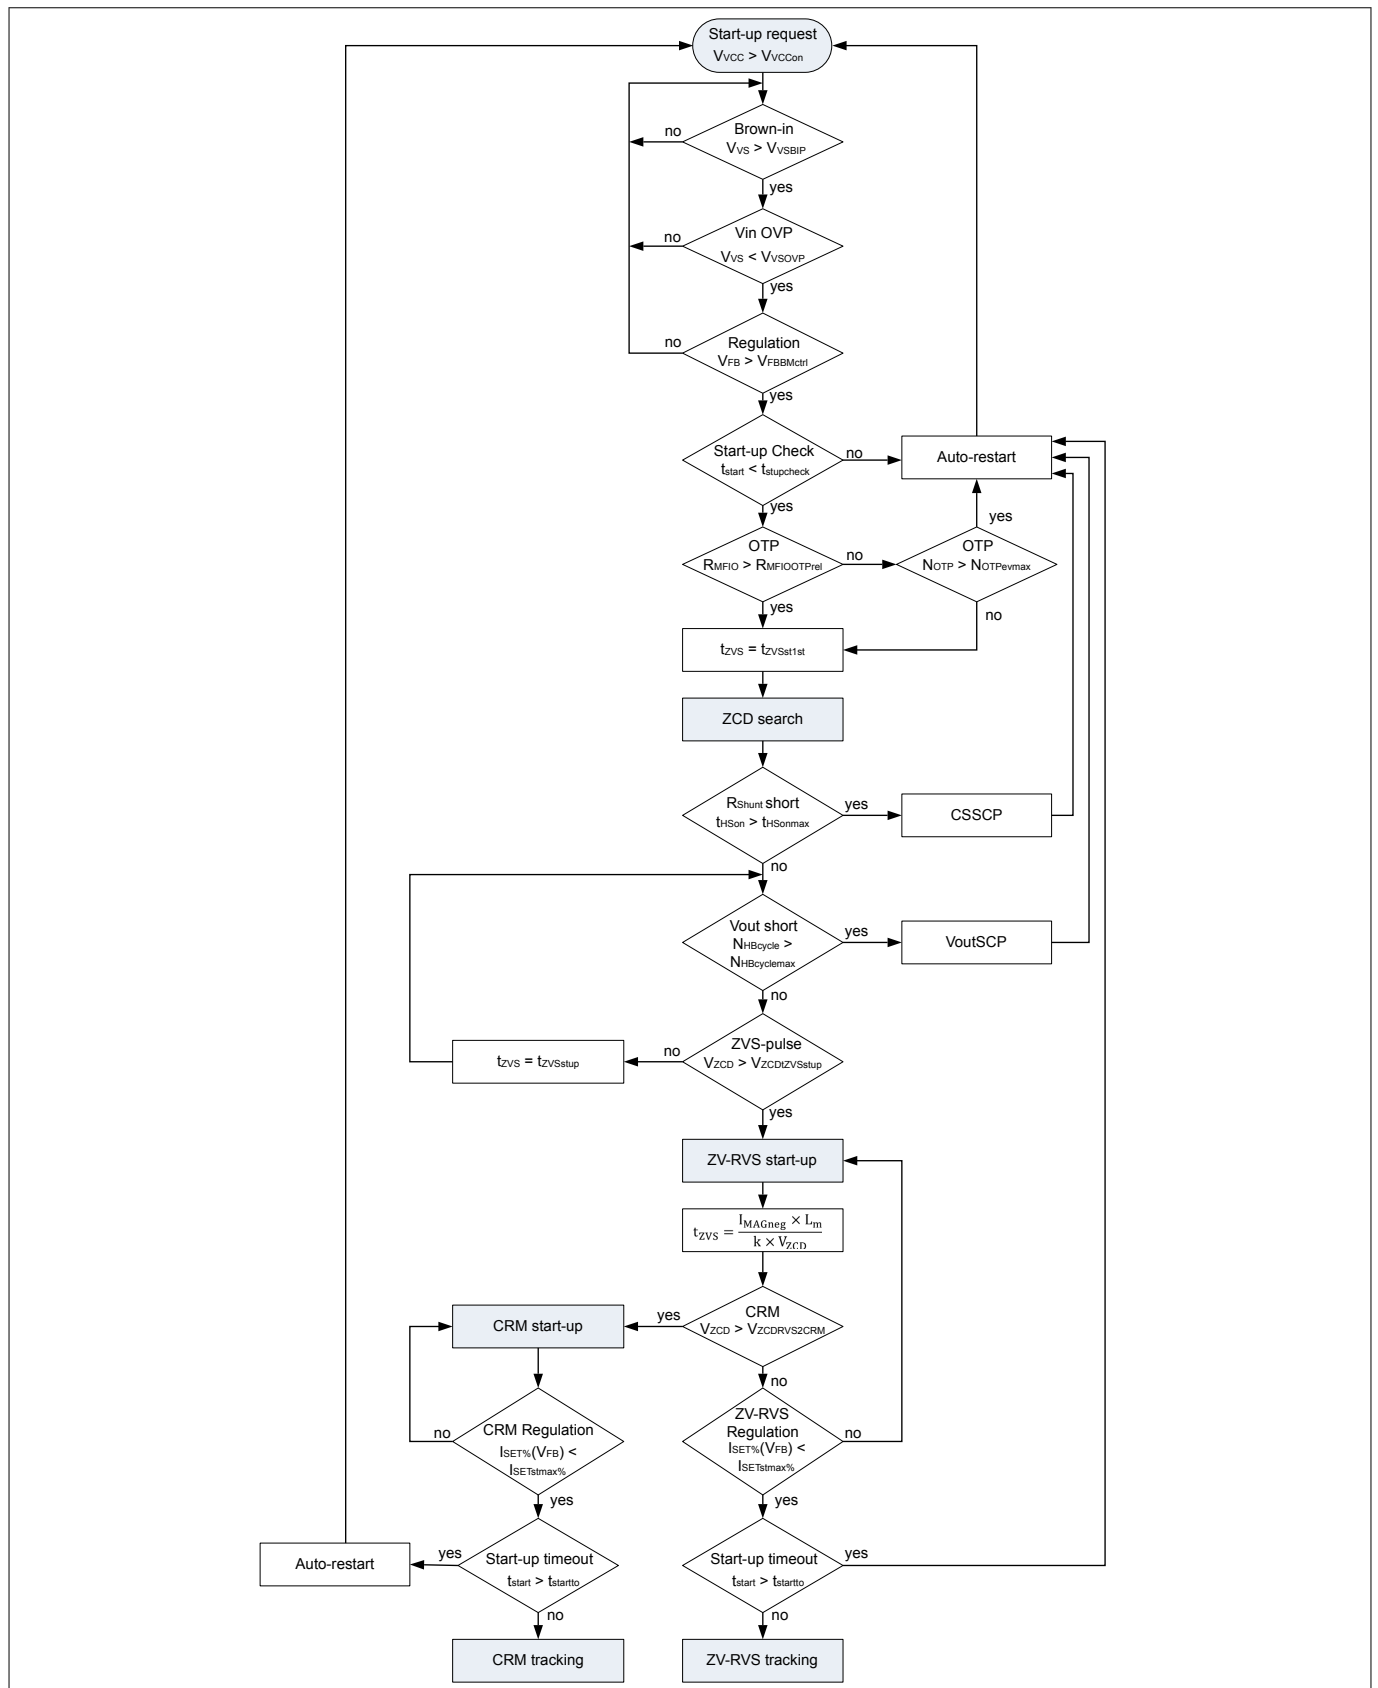 Start-up request
VVCC > VVCCon
Brown-in
VVS > VVSBIP
no
yes
Vin OVP
VVS < VVSOVP
no
yes
Regulation
VFB > VFBBMctrl
no
yes
Start-up Check
tstart < tstupcheck
no
Auto-restart
yes
yes
OTP
RMFIO > RMFIOOTPrel
no
OTP
NOTP > NOTPevmax
yes
no
tZVS = tZVSst1st
ZCD search
RShunt short
tHSon > tHSonmax
yes
CSSCP
no
Vout short
NHBcycle >
NHBcyclemax
yes
VoutSCP
no
ZVS-pulse
VZCD > VZCDtZVSstup
no
tZVS = tZVSstup
yes
ZV-RVS start-up
tZVS = IMAGneg × Lm
k × VZCD
CRM
VZCD > VZCDRVS2CRM
yes
CRM start-up
no
CRM Regulation
ISET%(VFB) <
ISETstmax%
no
ZV-RVS
Regulation
ISET%(VFB) <
ISETstmax%
no
yes
yes
Auto-restart
yes
Start-up timeout
tstart > tstartto
Start-up timeout
tstart > tstartto
yes
no
no
CRM tracking
ZV-RVS tracking